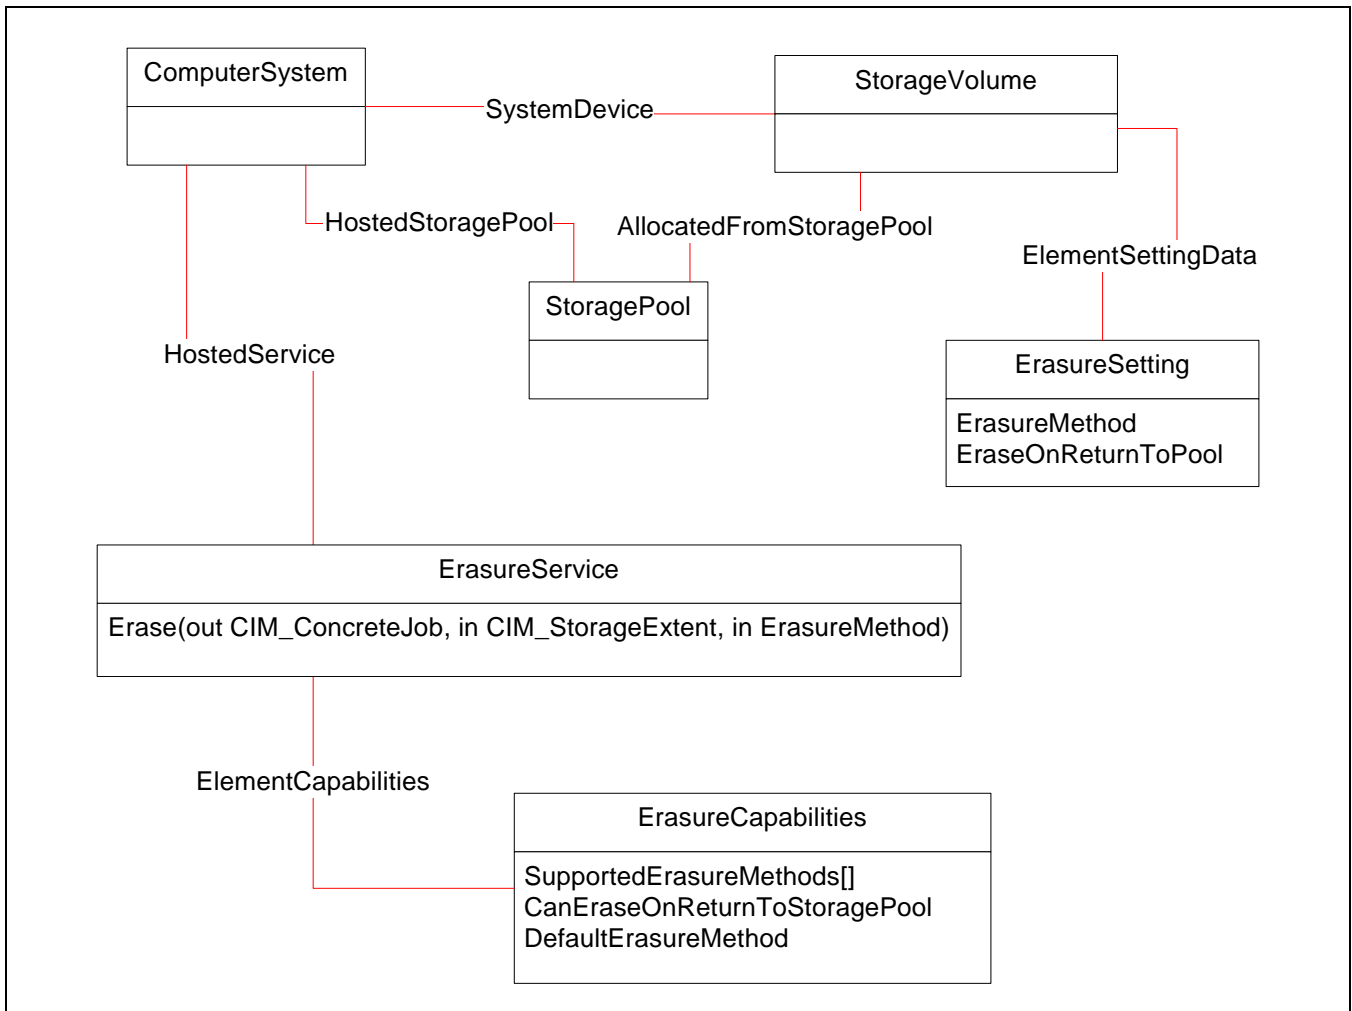 ComputerSystem
StorageVolume
SystemDevice
HostedStoragePool
AllocatedFromStoragePool
ElementSettingData
StoragePool
HostedService
ErasureSetting
ErasureMethod
EraseOnReturnToPool
ErasureService
Erase(out CIM_ConcreteJob, in CIM_StorageExtent, in ErasureMethod)
ElementCapabilities
ErasureCapabilities
SupportedErasureMethods[]
CanEraseOnReturnToStoragePool
DefaultErasureMethod